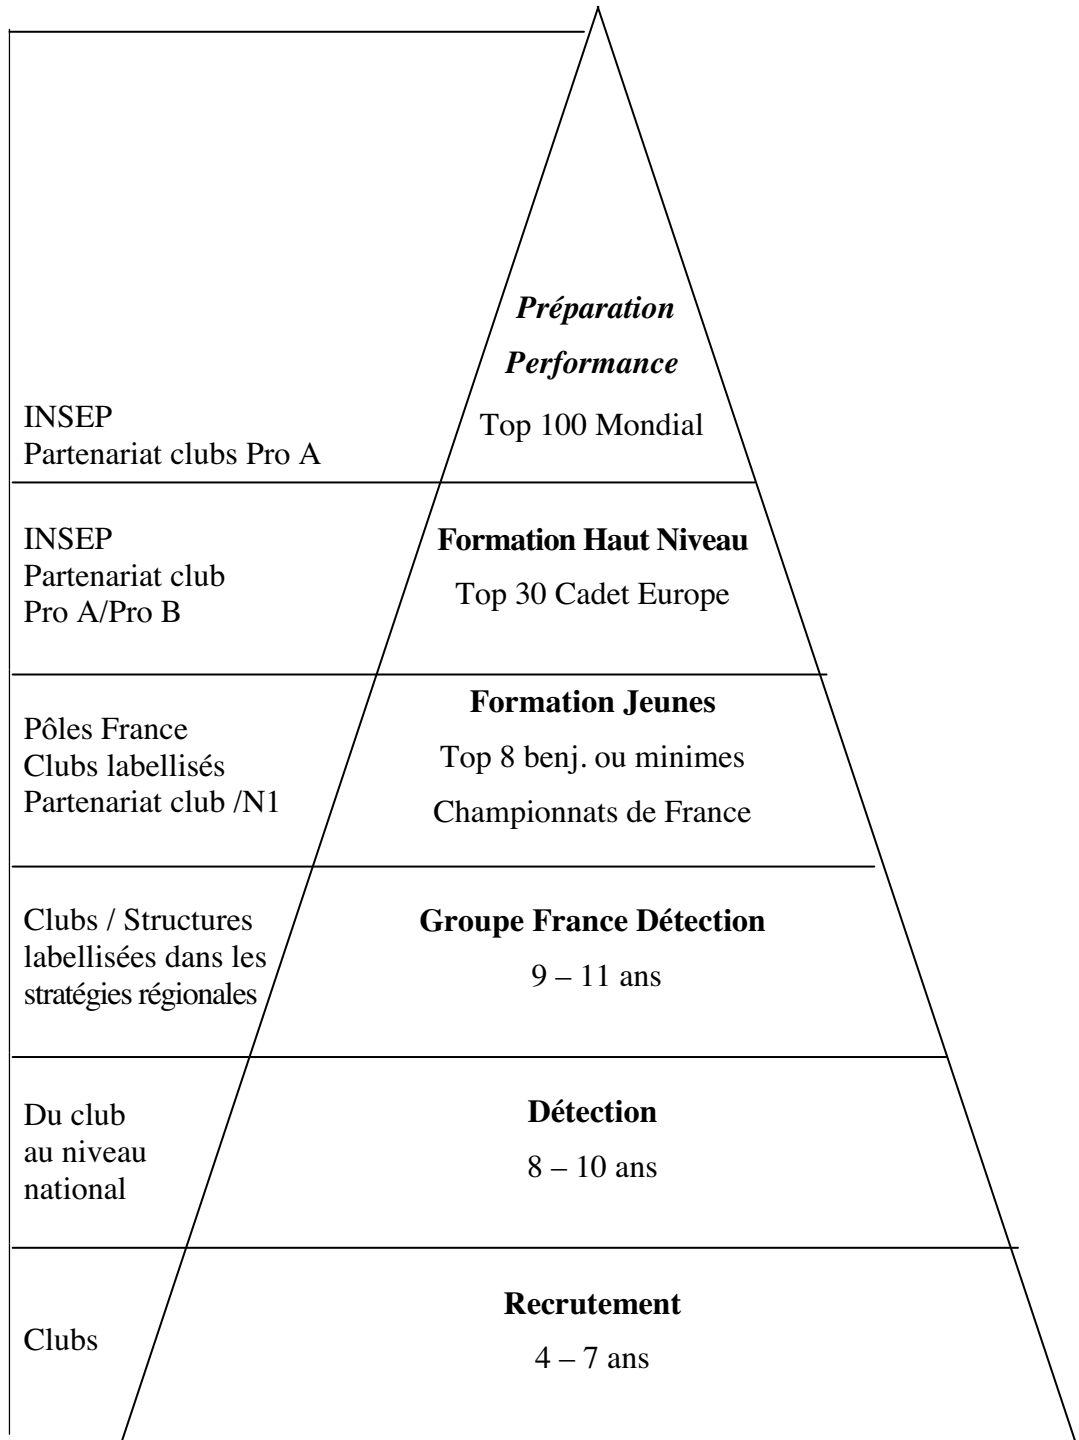 Préparation
Performance
Top 100 Mondial
INSEP
Partenariat clubs Pro A
INSEP
Partenariat club
Pro A/Pro B
Formation Haut Niveau
Top 30 Cadet Europe
Pôles France
Clubs labellisés
Partenariat club /N1
Formation Jeunes
Top 8 benj. ou minimes
Championnats de France
Clubs / Structures
labellisées dans les
stratégies régionales
Groupe France Détection
9 – 11 ans
Du club
au niveau
national
Détection
8 – 10 ans
Clubs
Recrutement
4 – 7 ans